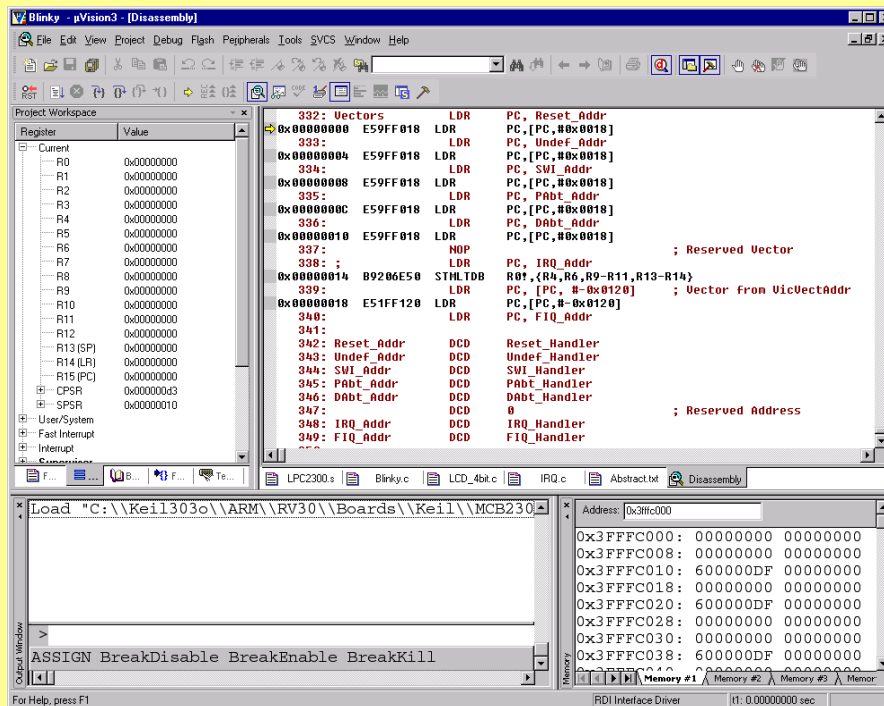 Blinky - µVision3 - [Disassembly]
File Edit View Project Debug Flash Peripherals Tools SVCS Window Help
RST
Project Workspace
Register Value
Current
R0 0x00000000
R1 0x00000000
R2 0x00000000
R3 0x00000000
R4 0x00000000
R5 0x00000000
R6 0x00000000
R7 0x00000000
R8 0x00000000
R9 0x00000000
R10 0x00000000
R11 0x00000000
R12 0x00000000
R13 (SP) 0x00000000
R14 (LR) 0x00000000
R15 (PC) 0x00000000
CPSR 0x000000d3
SPSR 0x00000010
User/System
Fast Interrupt
Interrupt
Supervisor
F... ... B... {} F... Te...
332: Vectors LDR PC, Reset_Addr
0x00000000 E59FF018 LDR PC,[PC,#0x0018]
333: LDR PC, Undef_Addr
0x00000004 E59FF018 LDR PC,[PC,#0x0018]
334: LDR PC, SWI_Addr
0x00000008 E59FF018 LDR PC,[PC,#0x0018]
335: LDR PC, PAbt_Addr
0x0000000C E59FF018 LDR PC,[PC,#0x0018]
336: LDR PC, DAbt_Addr
0x00000010 E59FF018 LDR PC,[PC,#0x0018]
337: NOP ; Reserved Vector
338: ; LDR PC, IRQ_Addr
0x00000014 B9206E50 STMLTDB R0!,{R4,R6,R9-R11,R13-R14}
339: LDR PC, [PC, #-0x0120] ; Vector from VicVectAddr
0x00000018 E51FF120 LDR PC,[PC,#-0x0120]
340: LDR PC, FIQ_Addr
341:
342: Reset_Addr DCD Reset_Handler
343: Undef_Addr DCD Undef_Handler
344: SWI_Addr DCD SWI_Handler
345: PAbt_Addr DCD PAbt_Handler
346: DAbt_Addr DCD DAbt_Handler
347: DCD 0 ; Reserved Address
348: IRQ_Addr DCD IRQ_Handler
349: FIQ_Addr DCD FIQ_Handler
LPC2300.s Blinky.c LCD_4bit.c IRQ.c Abstract.txt Disassembly
Load "C:\\Keil303o\\ARM\\RV30\\Boards\\Keil\\MCB230
>
ASSIGN BreakDisable BreakEnable BreakKill
Output Window
Address: 0x3fffc000
0x3FFFC000: 00000000 00000000
0x3FFFC008: 00000000 00000000
0x3FFFC010: 600000DF 00000000
0x3FFFC018: 00000000 00000000
0x3FFFC020: 600000DF 00000000
0x3FFFC028: 00000000 00000000
0x3FFFC030: 00000000 00000000
0x3FFFC038: 600000DF 00000000
Memory #1 Memory #2 Memory #3 Memor
Memory
For Help, press F1 RDI Interface Driver t1: 0.00000000 sec